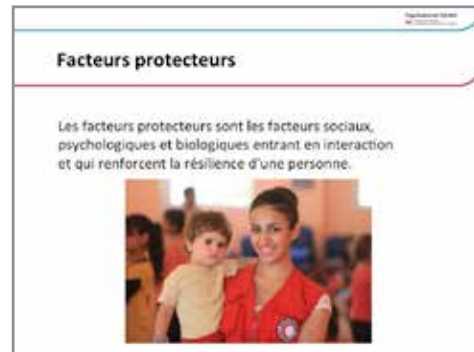 Facteurs protecteurs
Les facteurs protecteurs sont les facteurs sociaux,
psychologiques et biologiques entrant en interaction
et qui renforcent la résilience d'une personne.